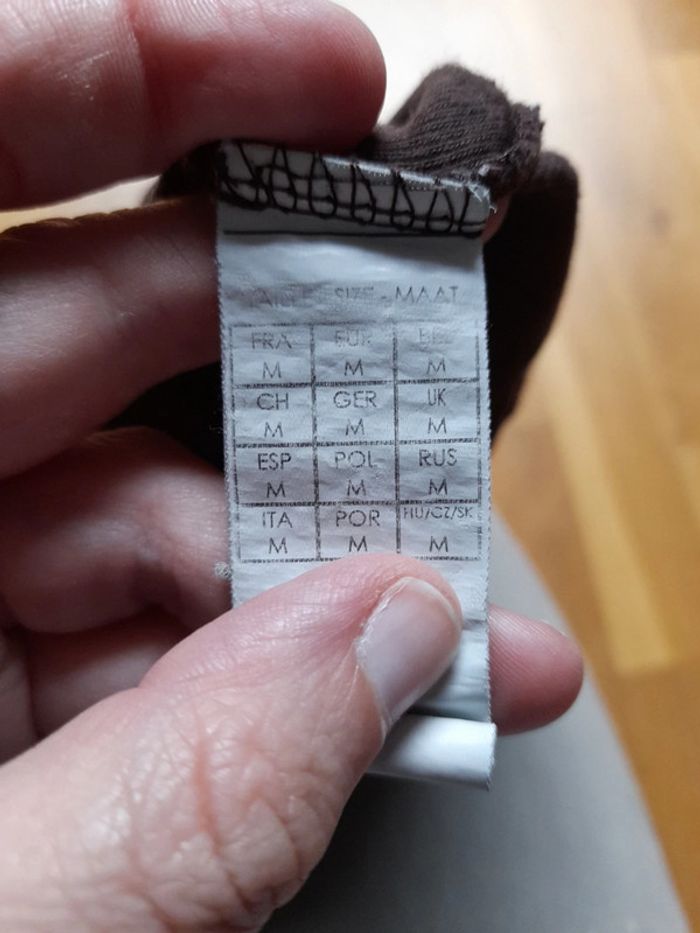 TAILLE - SIZE - MAAT
FRA EUR BEL
M M M
CH GER UK
M M M
ESP POL RUS
M M M
ITA POR HU/CZ/SK
M M M